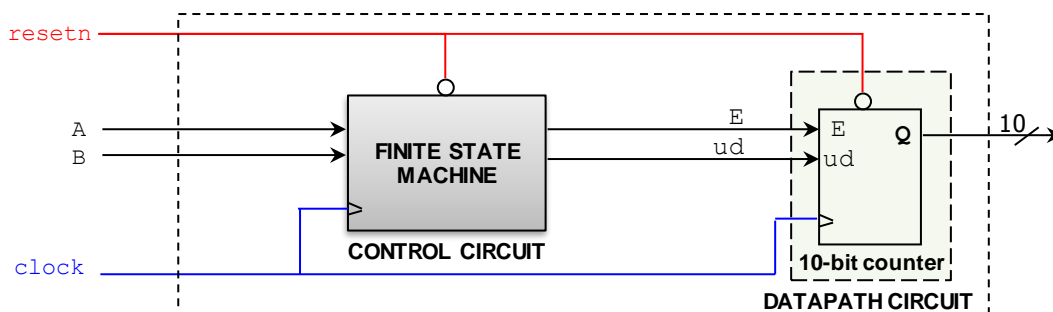 resetn
A
B
FINITE STATE
MACHINE
E
ud
E
ud
Q
10
CONTROL CIRCUIT
clock
10-bit counter
DATAPATH CIRCUIT